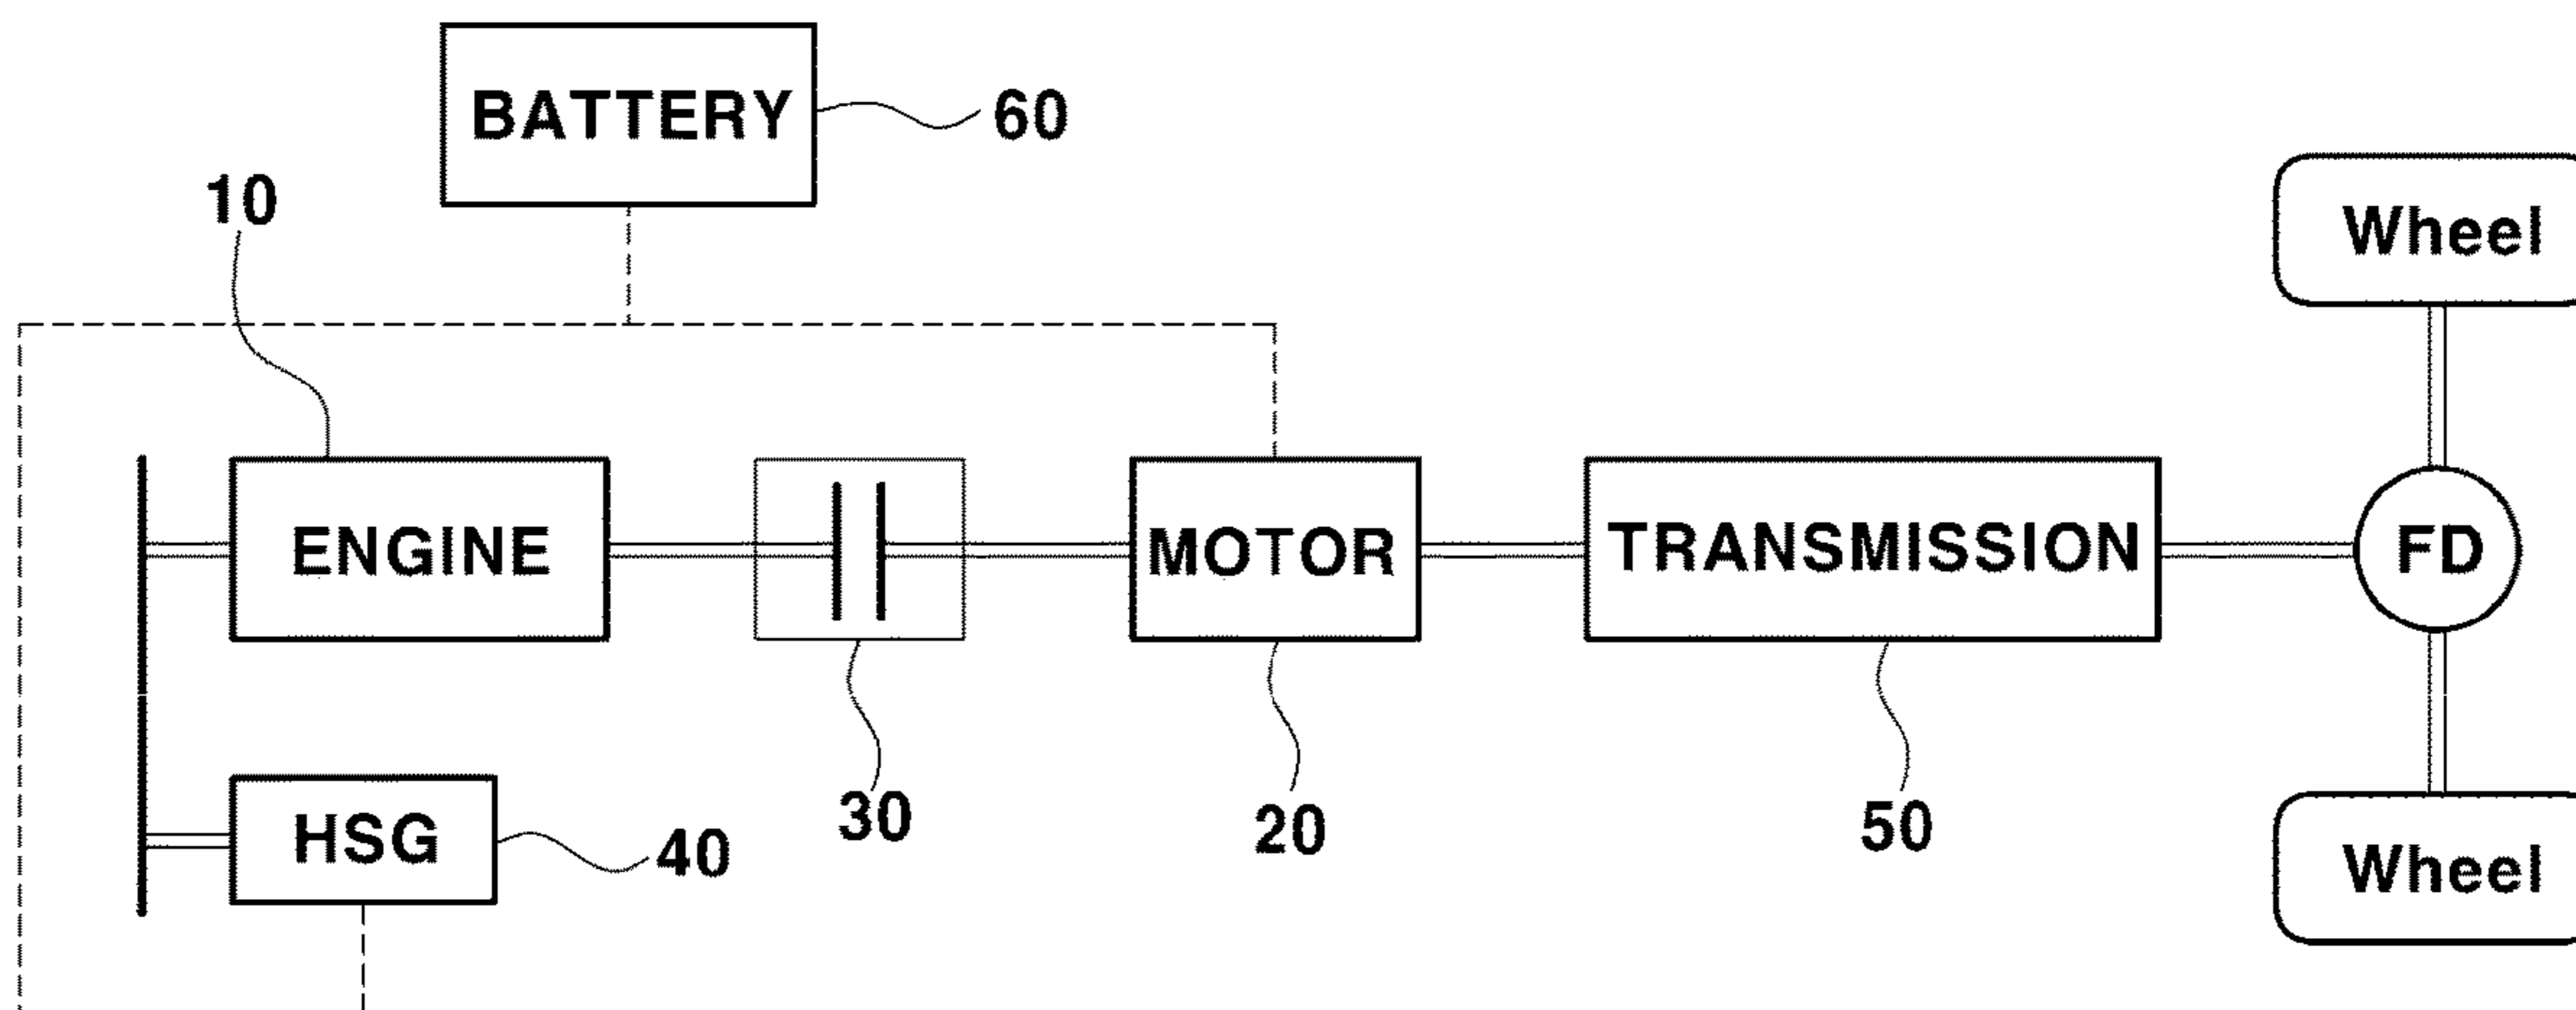 BATTERY
60
10
Wheel
ENGINE
MOTOR
TRANSMISSION
FD
30
20
50
HSG
40
Wheel